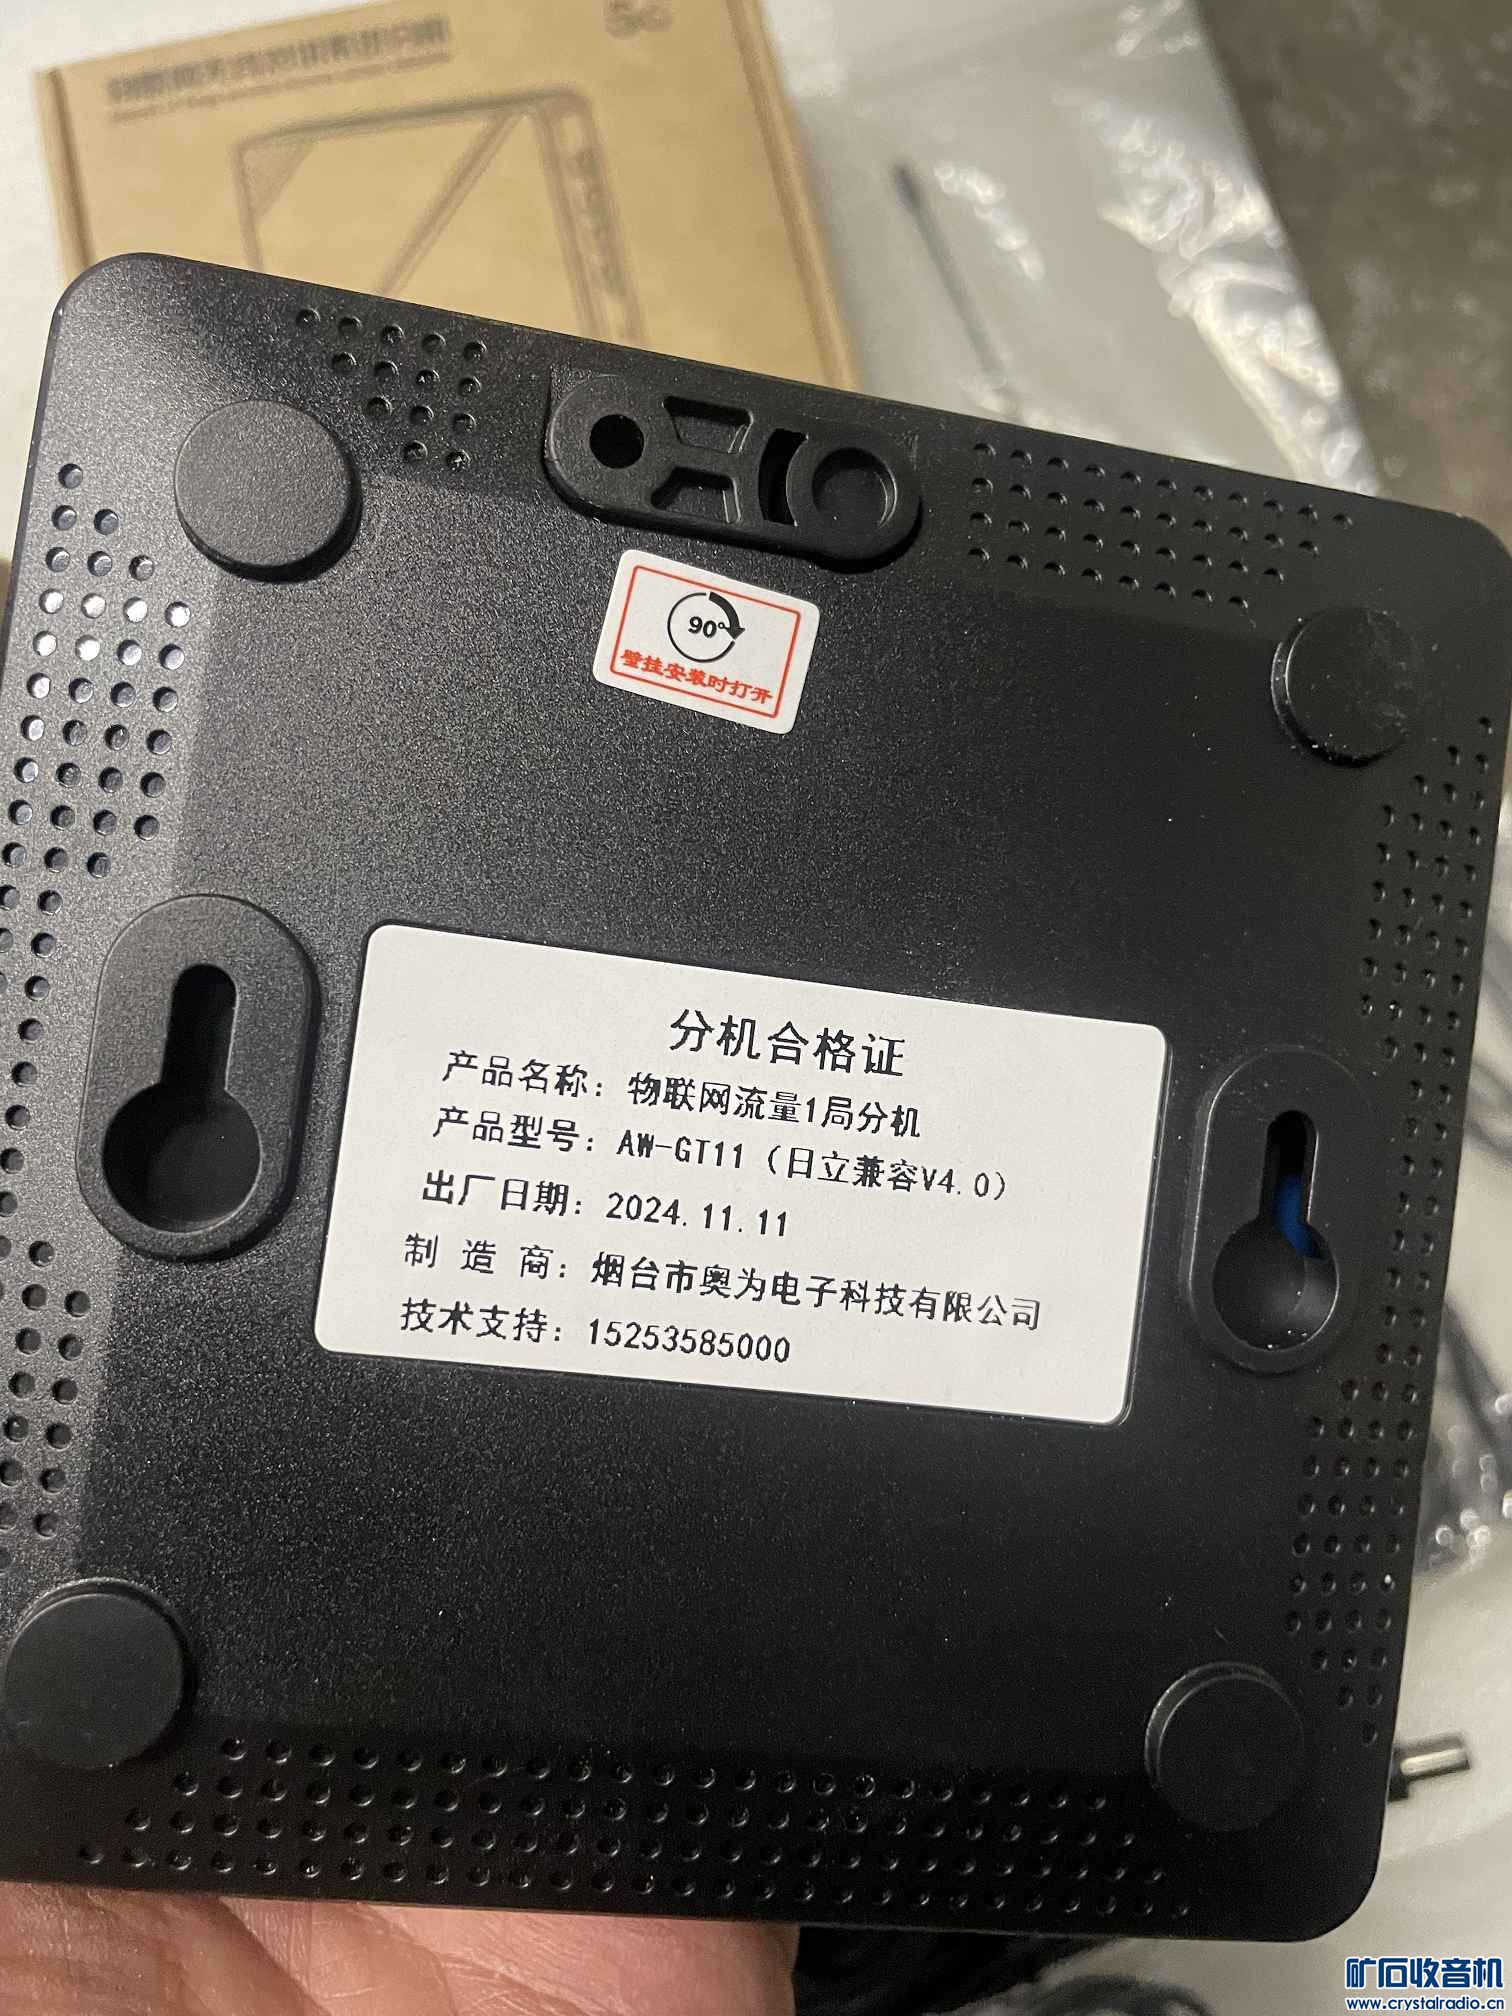 5G
90°
壁挂安装时打开
分机合格证
产品名称：物联网流量1局分机
产品型号：AW-GT11（日立兼容V4.0）
出厂日期：2024.11.11
制 造 商：烟台市奥为电子科技有限公司
技术支持：15253585000
矿石收音机
www.crystalradio.cn